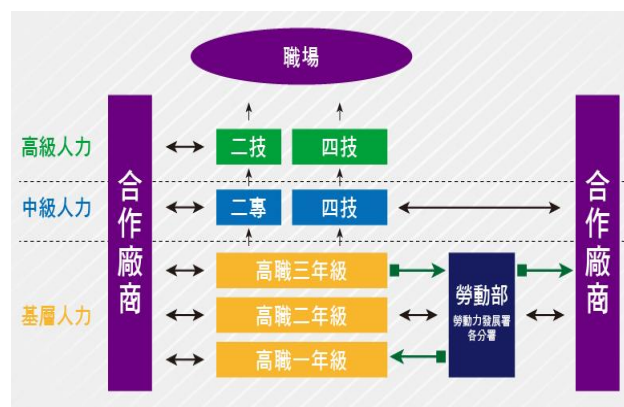 職場
高級人力
二技
四技
中級人力
二專
四技
合作廠商
合作廠商
基層人力
高職三年級
高職二年級
高職一年級
勞動部
勞動力發展署
各分署